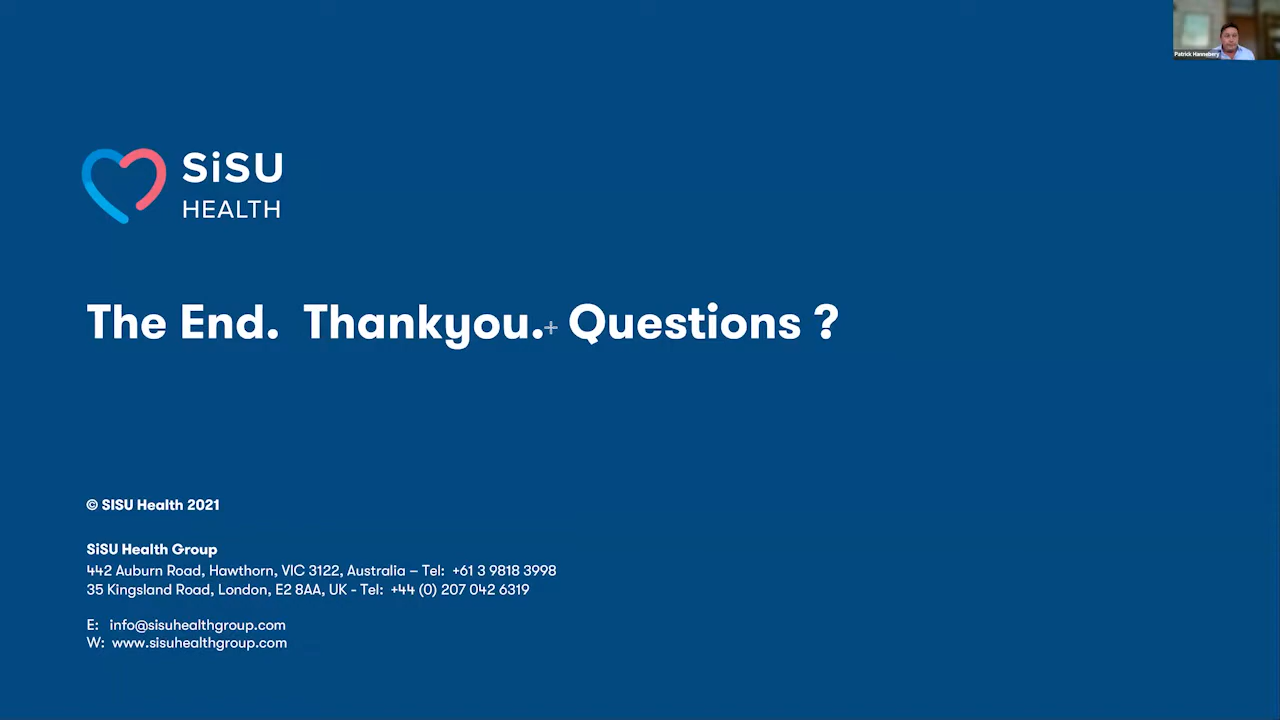 Patrick Hannebery
SiSU
HEALTH
The End.  Thankyou. Questions ?
© SISU Health 2021
SiSU Health Group
442 Auburn Road, Hawthorn, VIC 3122, Australia – Tel:  +61 3 9818 3998
35 Kingsland Road, London, E2 8AA, UK - Tel:  +44 (0) 207 042 6319
E:   info@sisuhealthgroup.com
W:  www.sisuhealthgroup.com